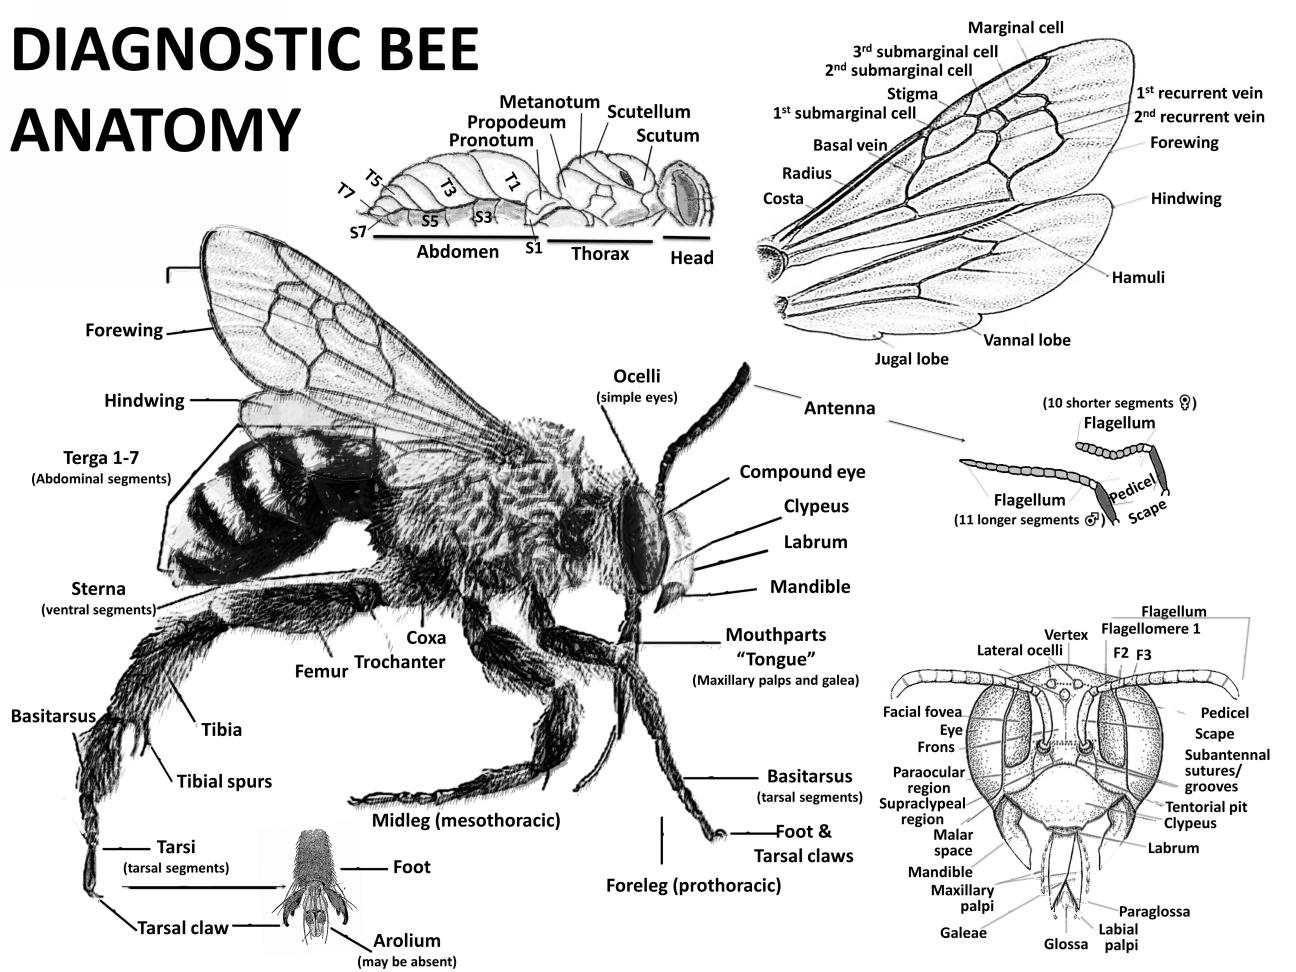 DIAGNOSTIC BEE
ANATOMY
Metanotum
Scutellum
Propodeum
Scutum
Pronotum
T7
T5
T3
T1
S7
S5
S3
S1
Abdomen
Thorax
Head
Marginal cell
3rd submarginal cell
2nd submarginal cell
Stigma
1st submarginal cell
Basal vein
Radius
Costa
1st recurrent vein
2nd recurrent vein
Forewing
Hindwing
Hamuli
Vannal lobe
Jugal lobe
Forewing
Hindwing
Terga 1-7
(Abdominal segments)
Sterna
(ventral segments)
Ocelli
(simple eyes)
Antenna
Compound eye
Clypeus
Labrum
Mandible
Mouthparts
“Tongue”
(Maxillary palps and galea)
(10 shorter segments ♀)
Flagellum
Flagellum
(11 longer segments ♂)
Pedicel
Scape
Coxa
Trochanter
Femur
Tibia
Basitarsus
Tibial spurs
Midleg (mesothoracic)
Basitarsus
(tarsal segments)
Foot &
Tarsal claws
Foreleg (prothoracic)
Tarsi
(tarsal segments)
Foot
Tarsal claw
Arolium
(may be absent)
Flagellum
Flagellomere 1
Vertex
F2
F3
Lateral ocelli
Facial fovea
Eye
Frons
Paraocular
region
Supraclypeal
region
Malar
space
Mandible
Maxillary
palpi
Galeae
Glossa
Labial
palpi
Paraglossa
Labrum
Clypeus
Tentorial pit
Subantennal
sutures/
grooves
Scape
Pedicel